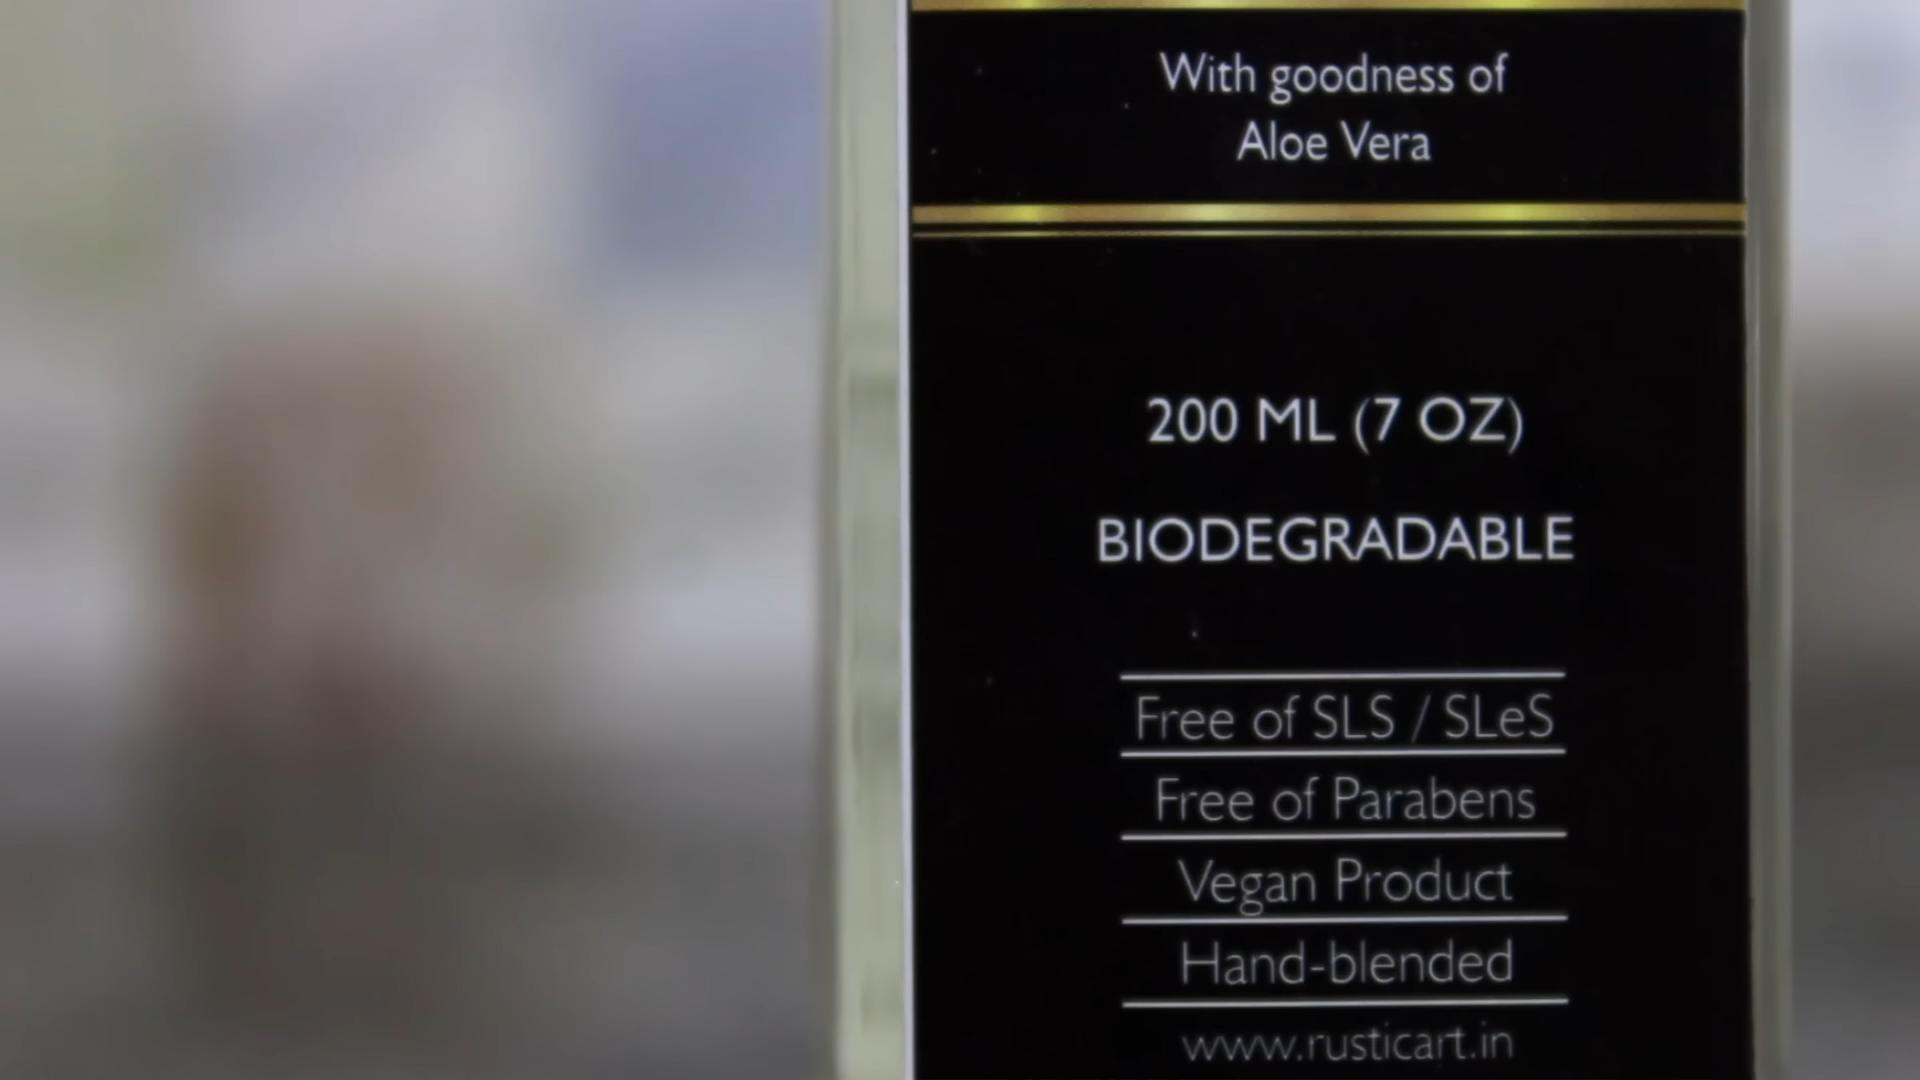 With goodness of
Aloe Vera
200 ML (7 OZ)
BIODEGRADABLE
Free of SLS / SLeS
Free of Parabens
Vegan Product
Hand-blended
www.rusticart.in